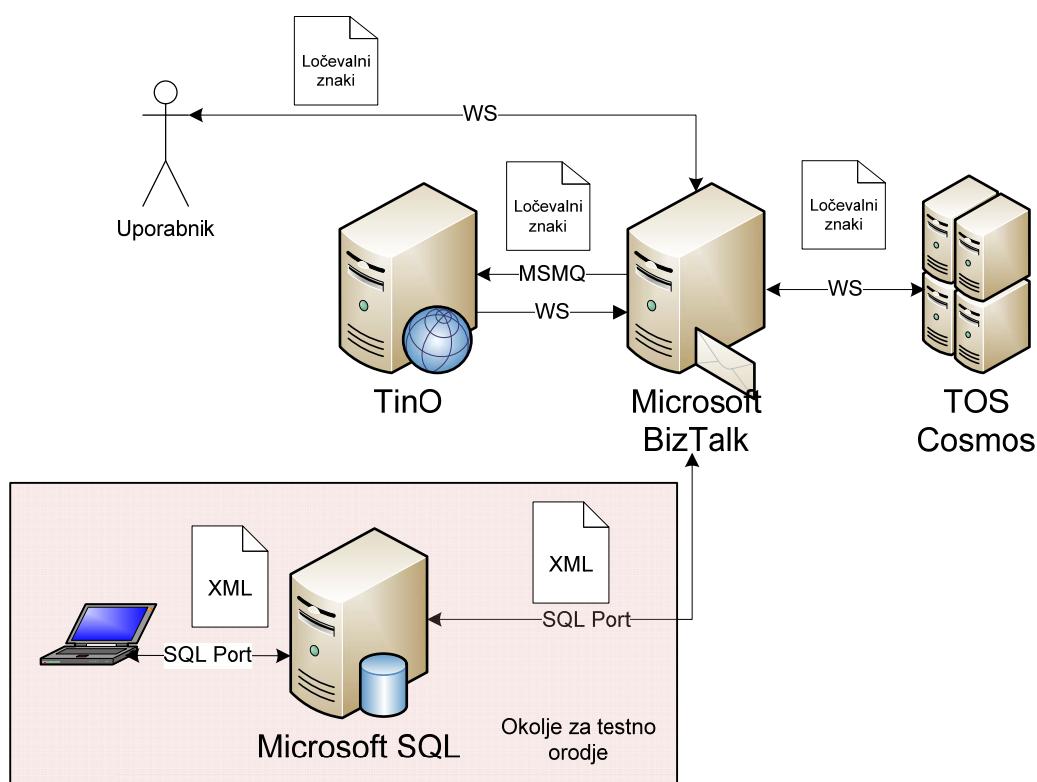 Ločevalni
znaki
WS
Uporabnik
Ločevalni
znaki
Ločevalni
znaki
MSMQ
WS
WS
TinO
Microsoft
BizTalk
TOS
Cosmos
XML
XML
SQL Port
SQL Port
Microsoft SQL
Okolje za testno
orodje